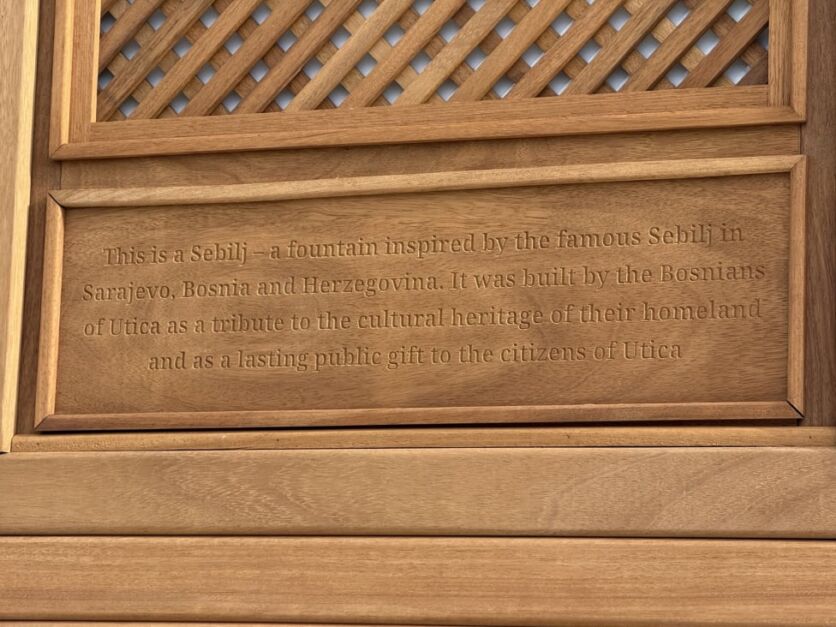 This is a Sebilj – a fountain inspired by the famous Sebilj in
Sarajevo, Bosnia and Herzegovina. It was built by the Bosnians
of Utica as a tribute to the cultural heritage of their homeland
and as a lasting public gift to the citizens of Utica